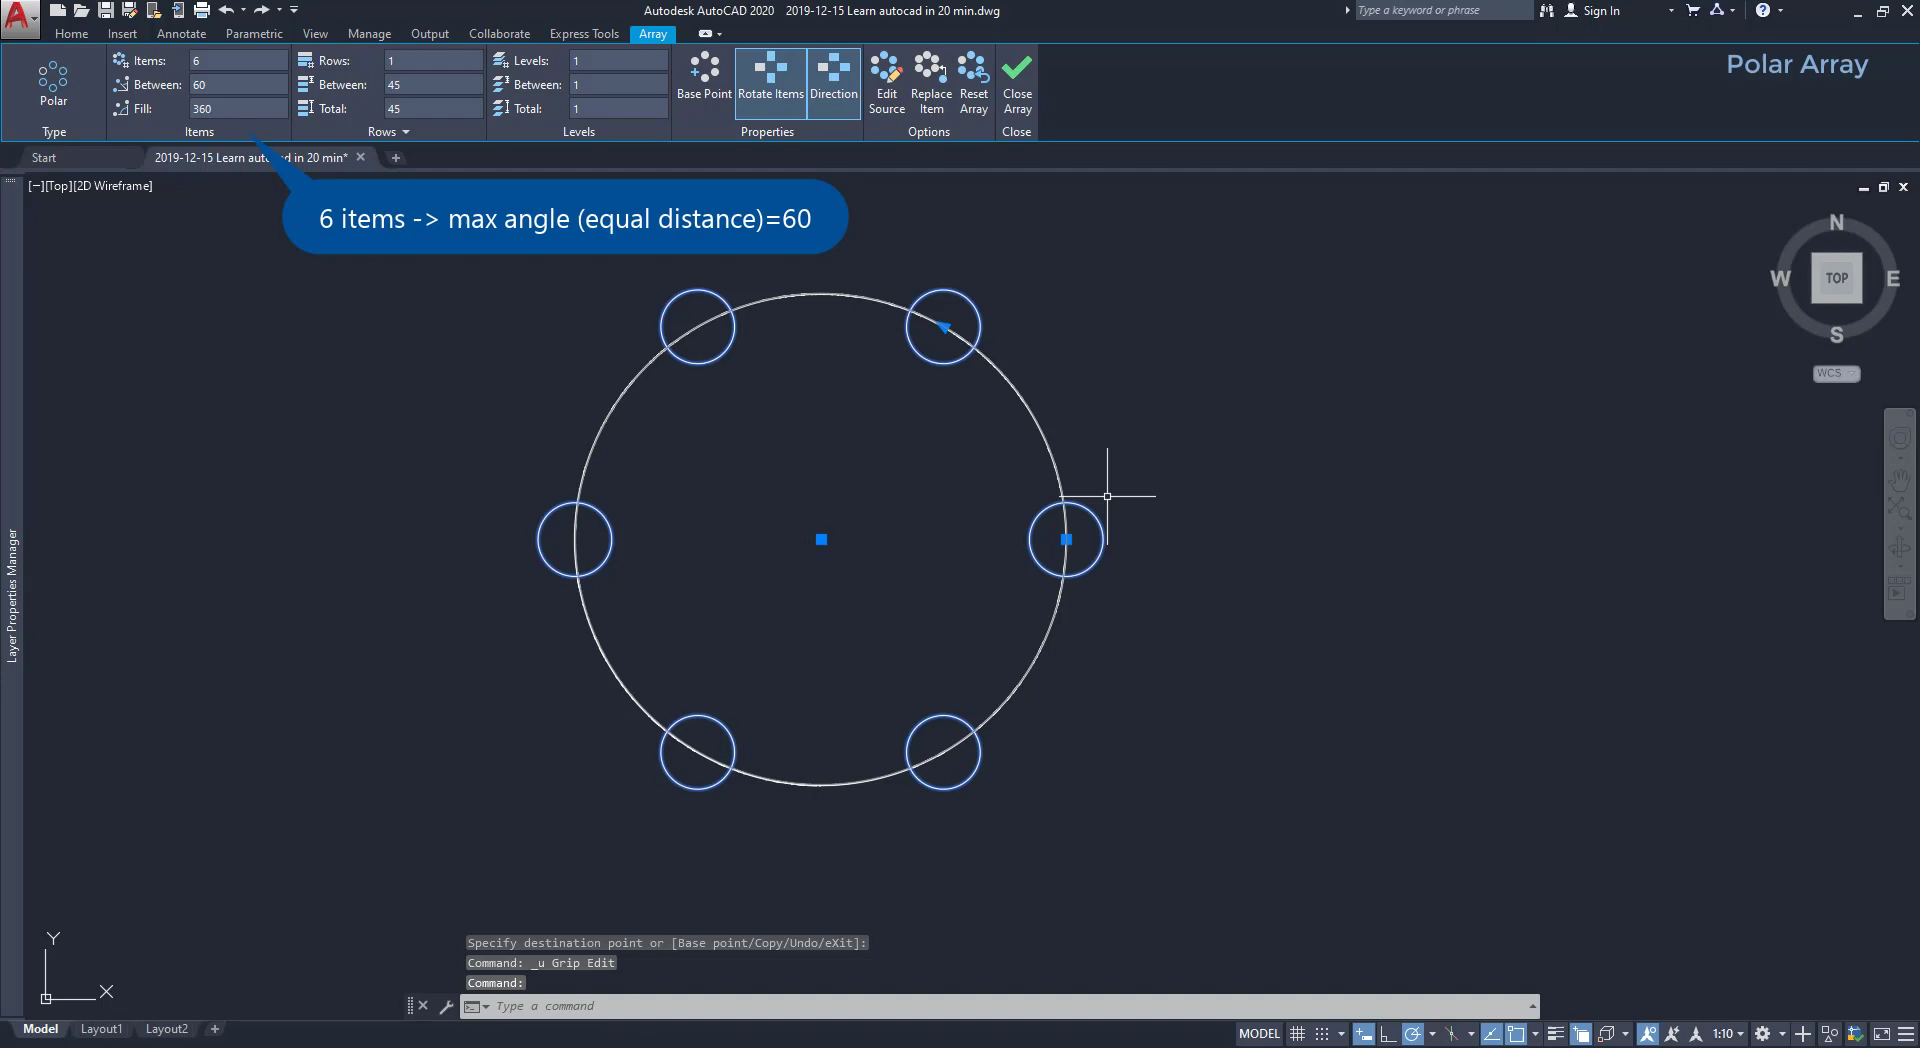 Autodesk AutoCAD 2020 2019-12-15 Learn autocad in 20 min.dwg
Type a keyword or phrase
Sign In
Home Insert Annotate Parametric View Manage Output Collaborate Express Tools Array
Items: 6
Between: 60
Fill: 360
Polar
Type
Items
Rows: 1
Between: 45
Total: 45
Rows
Levels: 1
Between: 1
Total: 1
Levels
Base Point
Rotate Items
Direction
Properties
Edit
Source
Replace
Item
Reset
Array
Options
Close
Array
Close
Polar Array
Start
2019-12-15 Learn autocad in 20 min*
[−][Top][2D Wireframe]
6 items -> max angle (equal distance)=60
N
W TOP E
S
WCS
Layer Properties Manager
Y
X
Specify destination point or [Base point/Copy/Undo/eXit]:
Command: _u Grip Edit
Command:
Type a command
Model Layout1 Layout2
MODEL
1:10